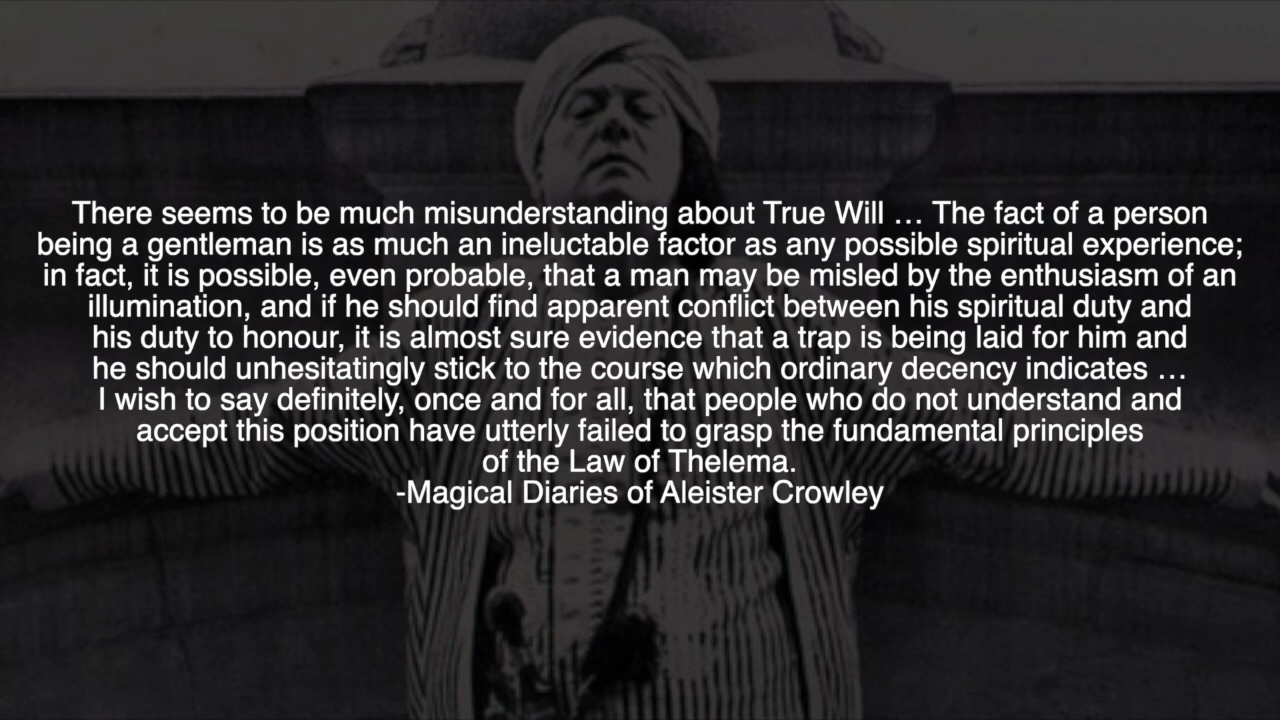 There seems to be much misunderstanding about True Will … The fact of a person
being a gentleman is as much an ineluctable factor as any possible spiritual experience;
in fact, it is possible, even probable, that a man may be misled by the enthusiasm of an
illumination, and if he should find apparent conflict between his spiritual duty and
his duty to honour, it is almost sure evidence that a trap is being laid for him and
he should unhesitatingly stick to the course which ordinary decency indicates …
I wish to say definitely, once and for all, that people who do not understand and
accept this position have utterly failed to grasp the fundamental principles
of the Law of Thelema.
-Magical Diaries of Aleister Crowley